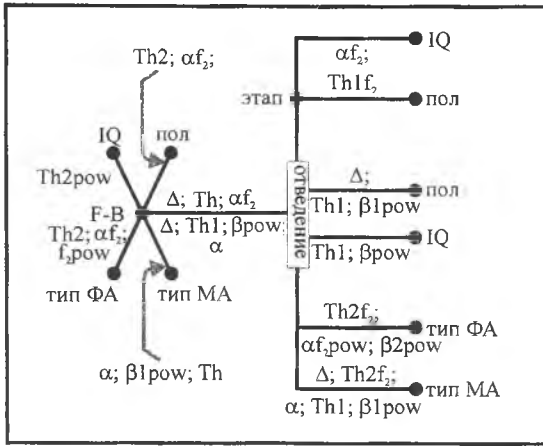 Th2; αf₂;
IQ
αf₂;
этап
Th1f₂
пол
IQ
пол
Th2pow
Δ; Th; αf₂
Δ;
пол
F-B
Δ; Th1; βpow;
α
отведение
Th1; β1pow
Th2; αf₂;
f₂pow
IQ
Th1; βpow
тип ФА
тип МА
Th2f₂;
тип ФА
αf₂pow; β2pow
Δ; Th2f₂;
тип МА
α; β1pow; Th
α; Th1; β1pow